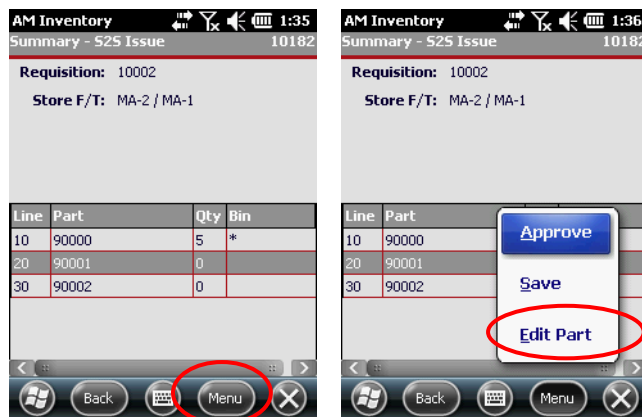 AM Inventory 1:35
Summary - S2S Issue 10182
Requisition: 10002
Store F/T: MA-2 / MA-1
Line Part Qty Bin
10 90000 5 *
20 90001 0
30 90002 0
Back Menu
AM Inventory 1:36
Summary - S2S Issue 10182
Requisition: 10002
Store F/T: MA-2 / MA-1
Line Part
10 90000
20 90001
30 90002
Approve
Save
Edit Part
Back Menu